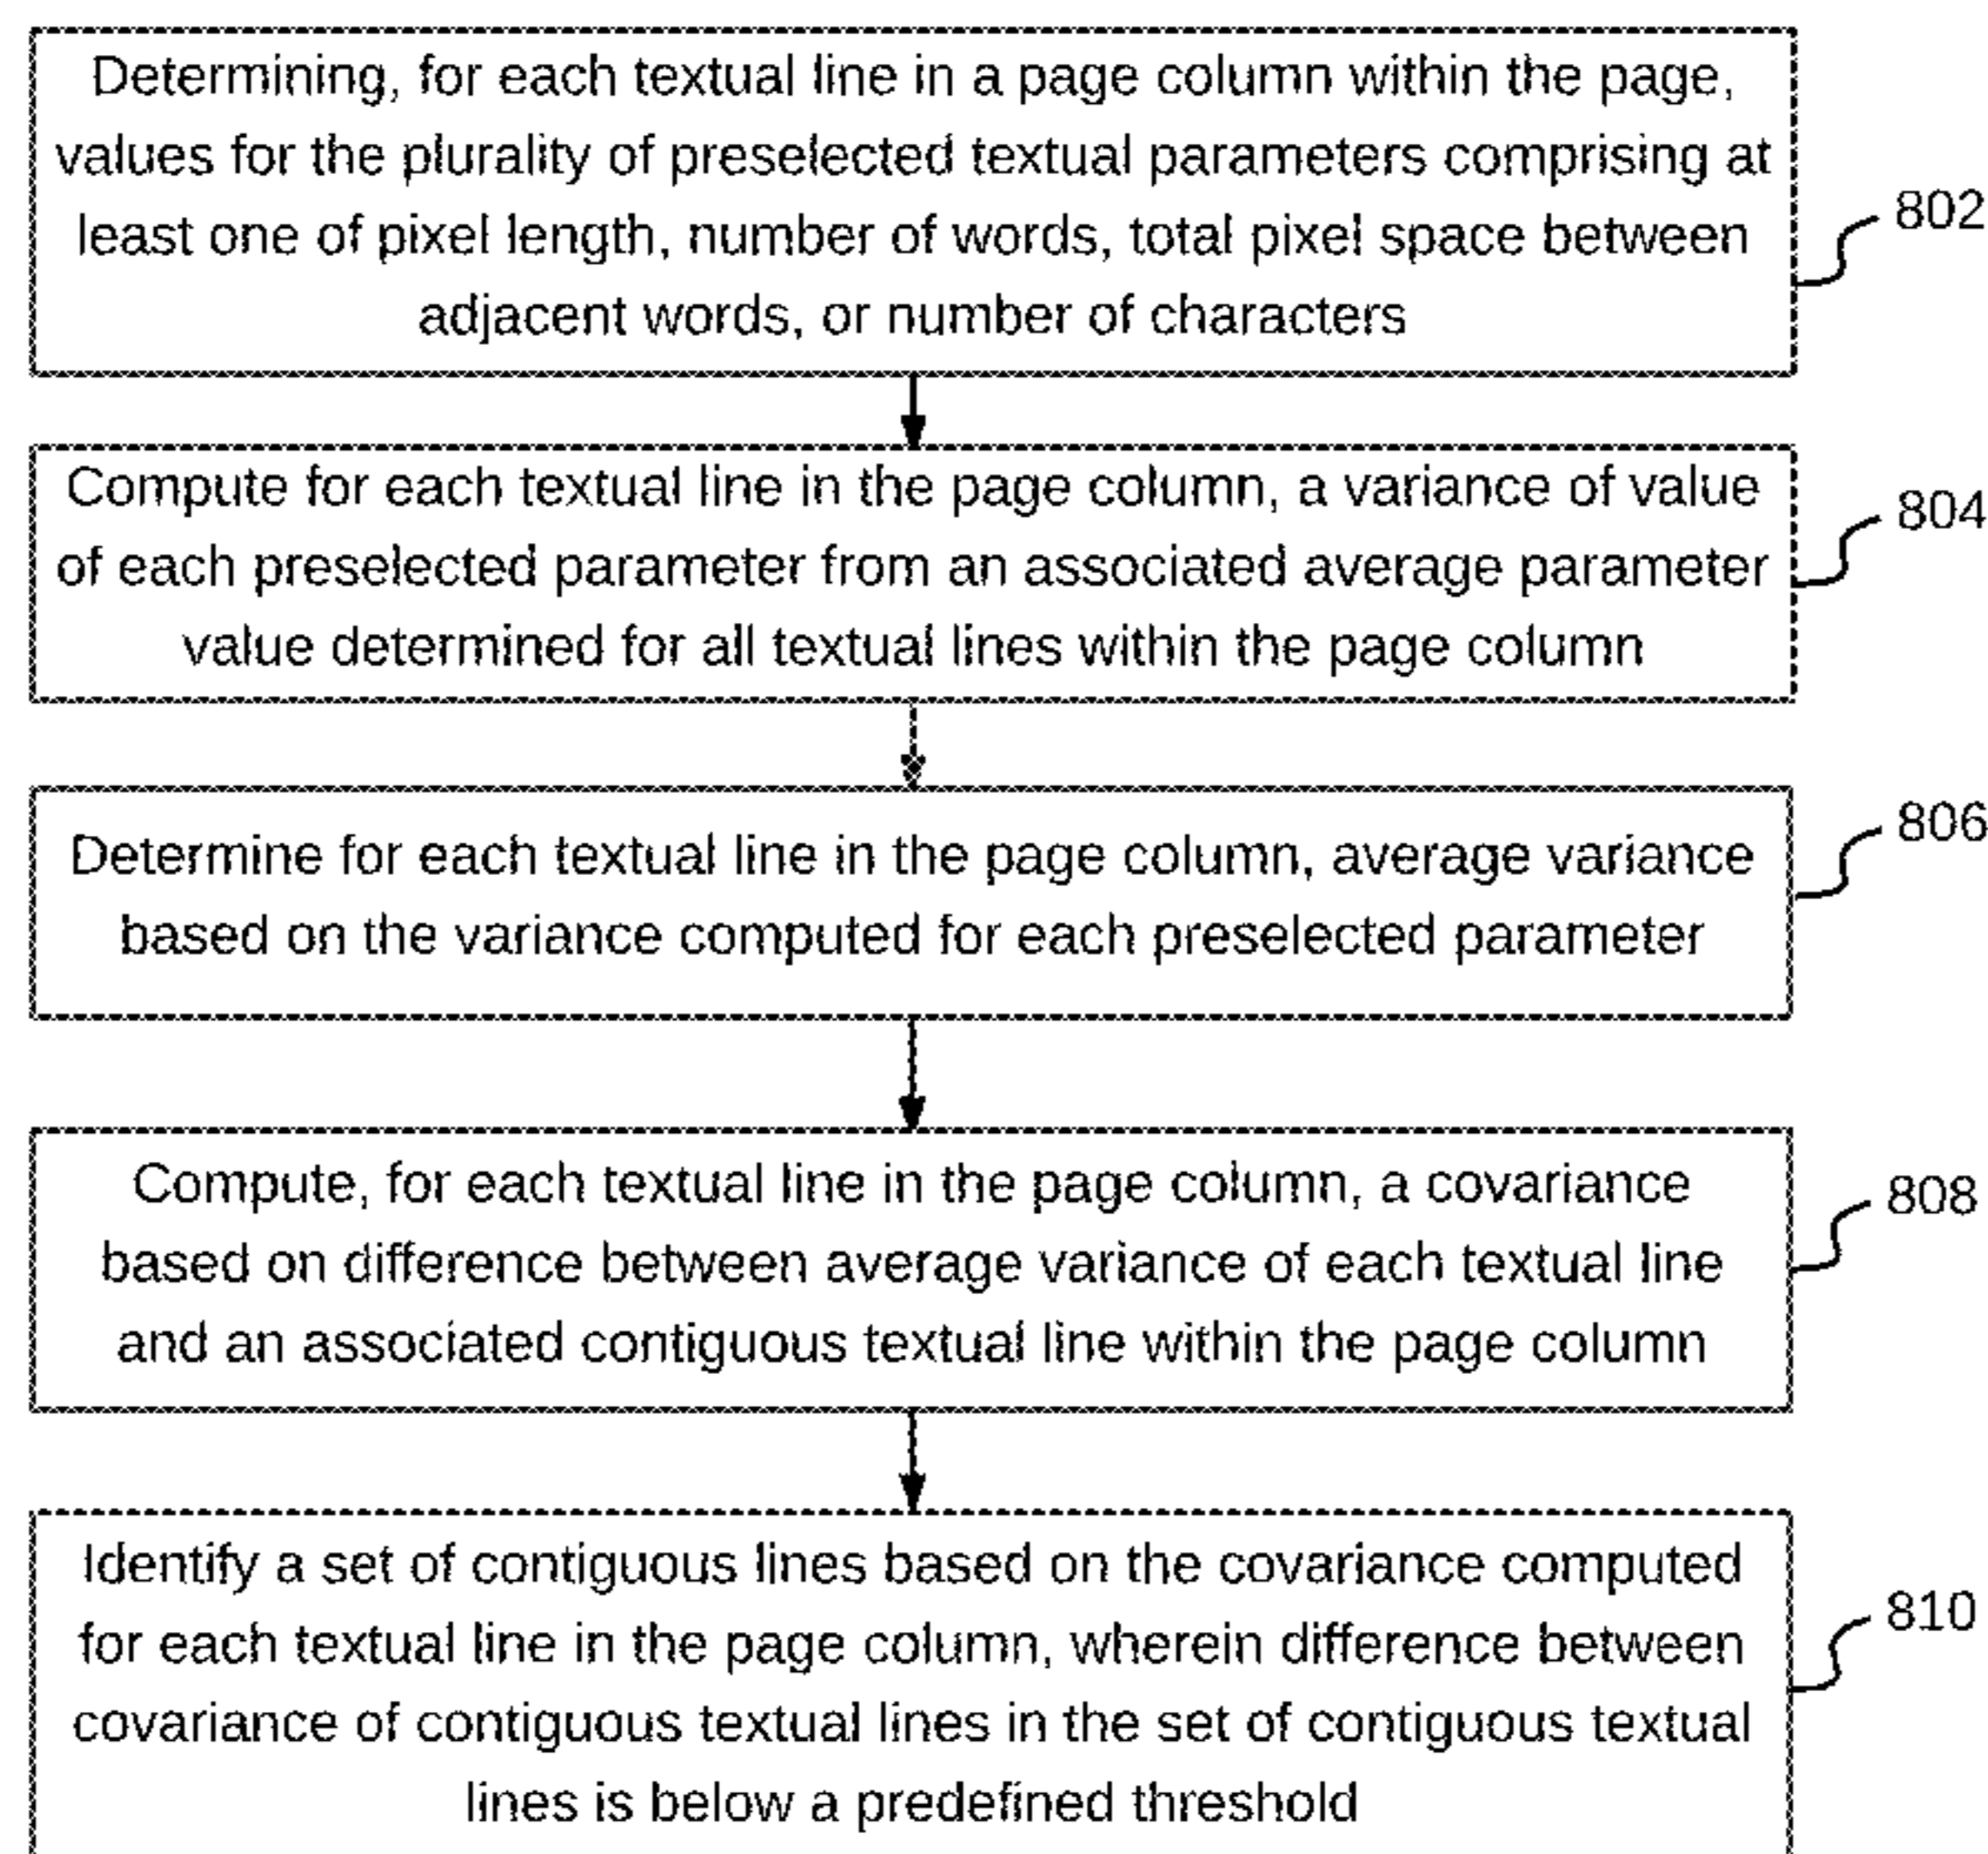 Determining, for each textual line in a page column within the page,
values for the plurality of preselected textual parameters comprising at
least one of pixel length, number of words, total pixel space between
adjacent words, or number of characters
802
Compute for each textual line in the page column, a variance of value
of each preselected parameter from an associated average parameter
value determined for all textual lines within the page column
804
Determine for each textual line in the page column, average variance
based on the variance computed for each preselected parameter
806
Compute, for each textual line in the page column, a covariance
based on difference between average variance of each textual line
and an associated contiguous textual line within the page column
808
Identify a set of contiguous lines based on the covariance computed
for each textual line in the page column, wherein difference between
covariance of contiguous textual lines in the set of contiguous textual
lines is below a predefined threshold
810